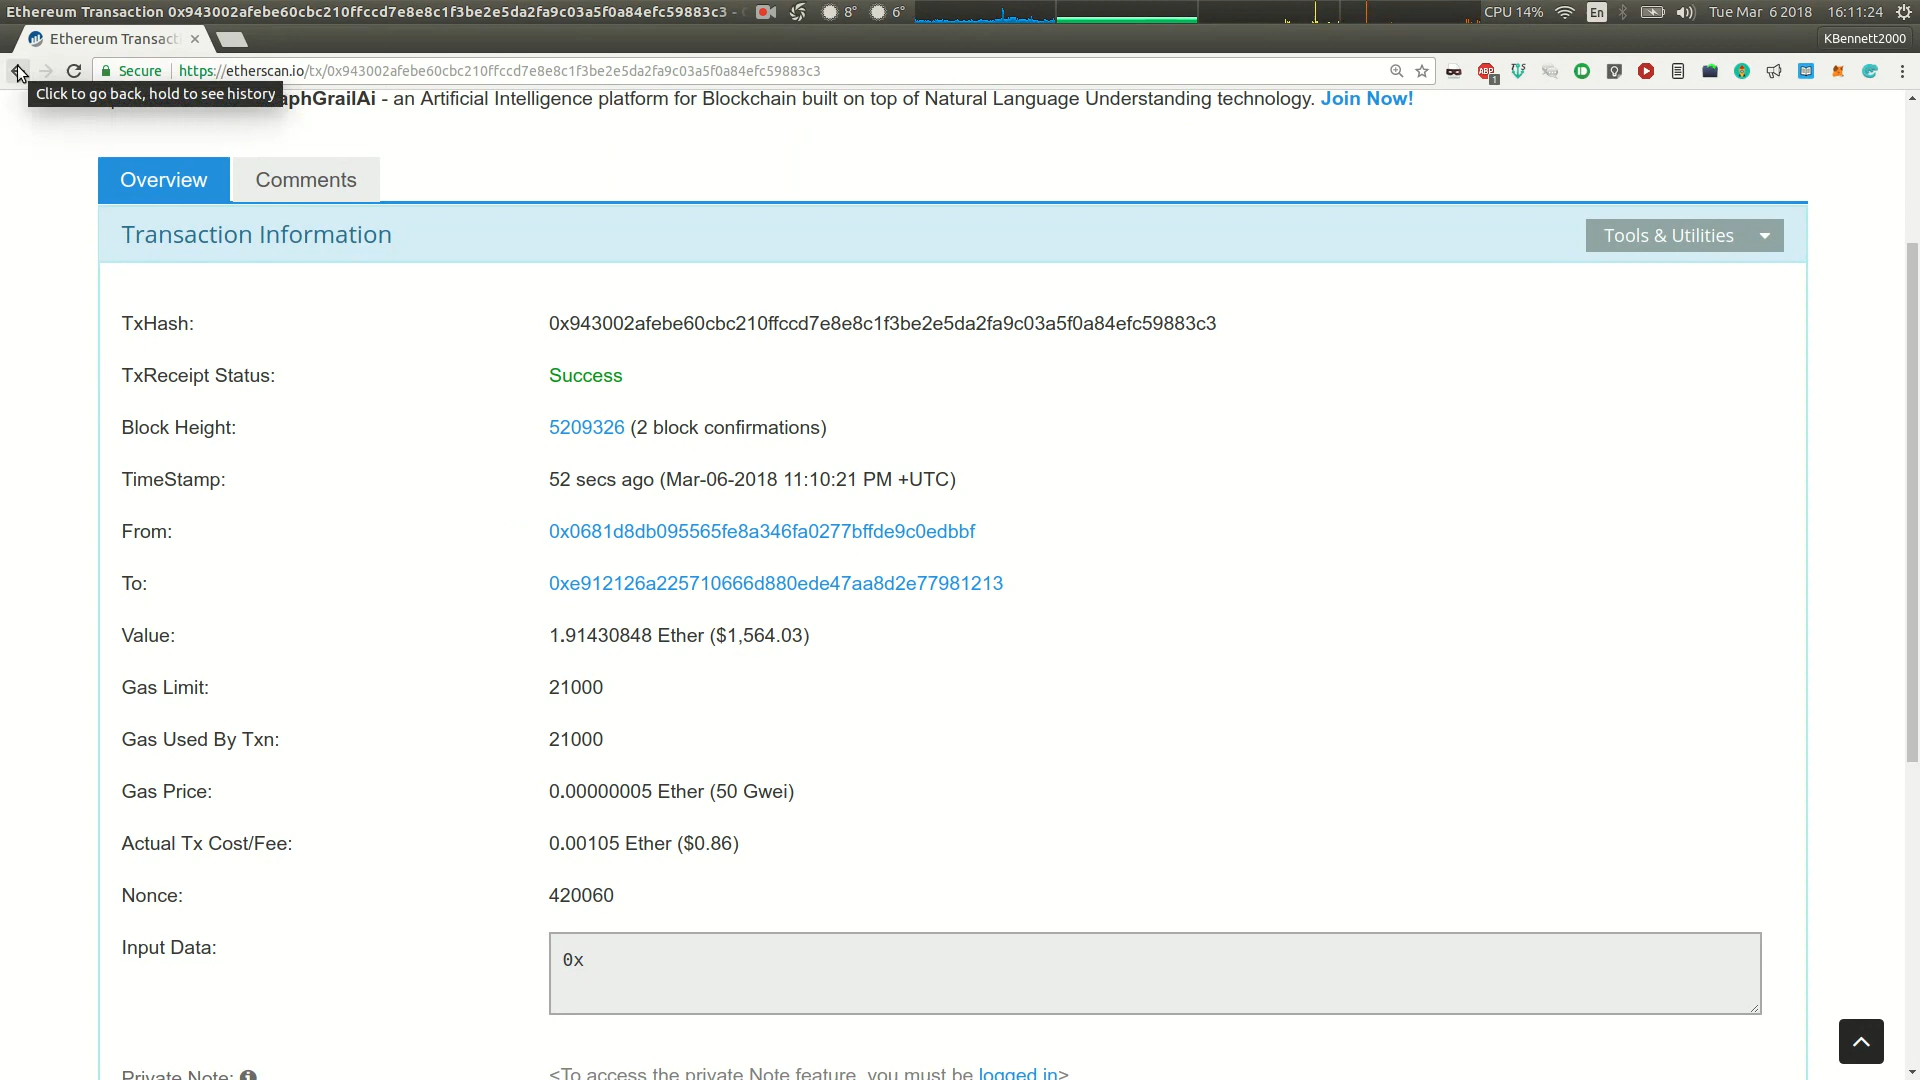 Ethereum Transaction 0x943002afebe60cbc210ffccd7e8e8c1f3be2e5da2fa9c03a5f0a84efc59883c3 - 8° 6° CPU 14% En Tue Mar 6 2018 16:11:24
Ethereum Transact × KBennett2000
Secure https://etherscan.io/tx/0x943002afebe60cbc210ffccd7e8e8c1f3be2e5da2fa9c03a5f0a84efc59883c3 ABP 1
Click to go back, hold to see history
aphGrailAi - an Artificial Intelligence platform for Blockchain built on top of Natural Language Understanding technology. Join Now!
Overview Comments
Transaction Information Tools & Utilities
TxHash: 0x943002afebe60cbc210ffccd7e8e8c1f3be2e5da2fa9c03a5f0a84efc59883c3
TxReceipt Status: Success
Block Height: 5209326 (2 block confirmations)
TimeStamp: 52 secs ago (Mar-06-2018 11:10:21 PM +UTC)
From: 0x0681d8db095565fe8a346fa0277bffde9c0edbbf
To: 0xe912126a225710666d880ede47aa8d2e77981213
Value: 1.91430848 Ether ($1,564.03)
Gas Limit: 21000
Gas Used By Txn: 21000
Gas Price: 0.00000005 Ether (50 Gwei)
Actual Tx Cost/Fee: 0.00105 Ether ($0.86)
Nonce: 420060
Input Data: 0x
Private Note: <To access the private Note feature, you must be logged in>